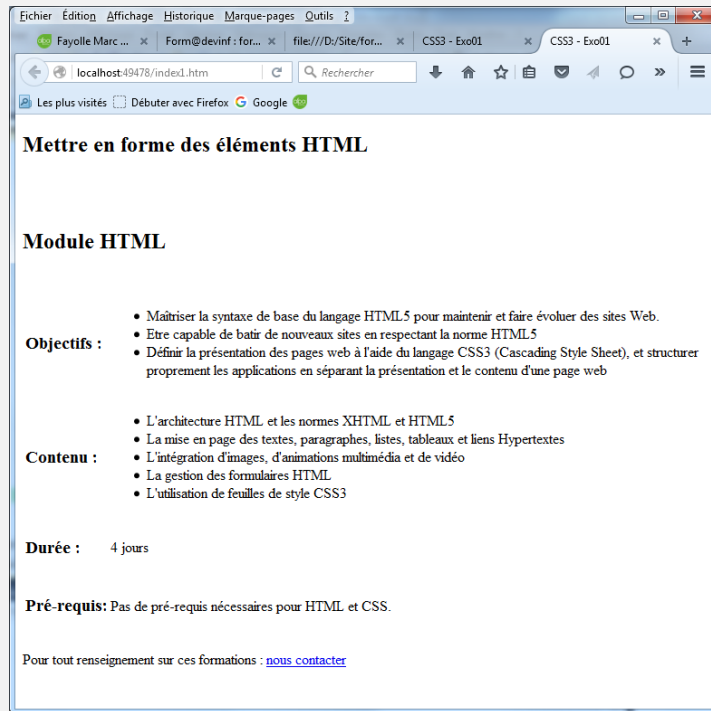 Fichier Édition Affichage Historique Marque-pages Outils ?
Fayolle Marc ... × Form@devinf : for... × file:///D:/Site/for... × CSS3 - Exo01 × CSS3 - Exo01 × +
localhost:49478/index1.htm Rechercher
Les plus visités Débuter avec Firefox G Google
Mettre en forme des éléments HTML
Module HTML
Objectifs :
• Maîtriser la syntaxe de base du langage HTML5 pour maintenir et faire évoluer des sites Web.
• Etre capable de batir de nouveaux sites en respectant la norme HTML5
• Définir la présentation des pages web à l'aide du langage CSS3 (Cascading Style Sheet), et structurer
proprement les applications en séparant la présentation et le contenu d'une page web
Contenu :
• L'architecture HTML et les normes XHTML et HTML5
• La mise en page des textes, paragraphes, listes, tableaux et liens Hypertextes
• L'intégration d'images, d'animations multimédia et de vidéo
• La gestion des formulaires HTML
• L'utilisation de feuilles de style CSS3
Durée : 4 jours
Pré-requis: Pas de pré-requis nécessaires pour HTML et CSS.
Pour tout renseignement sur ces formations : nous contacter